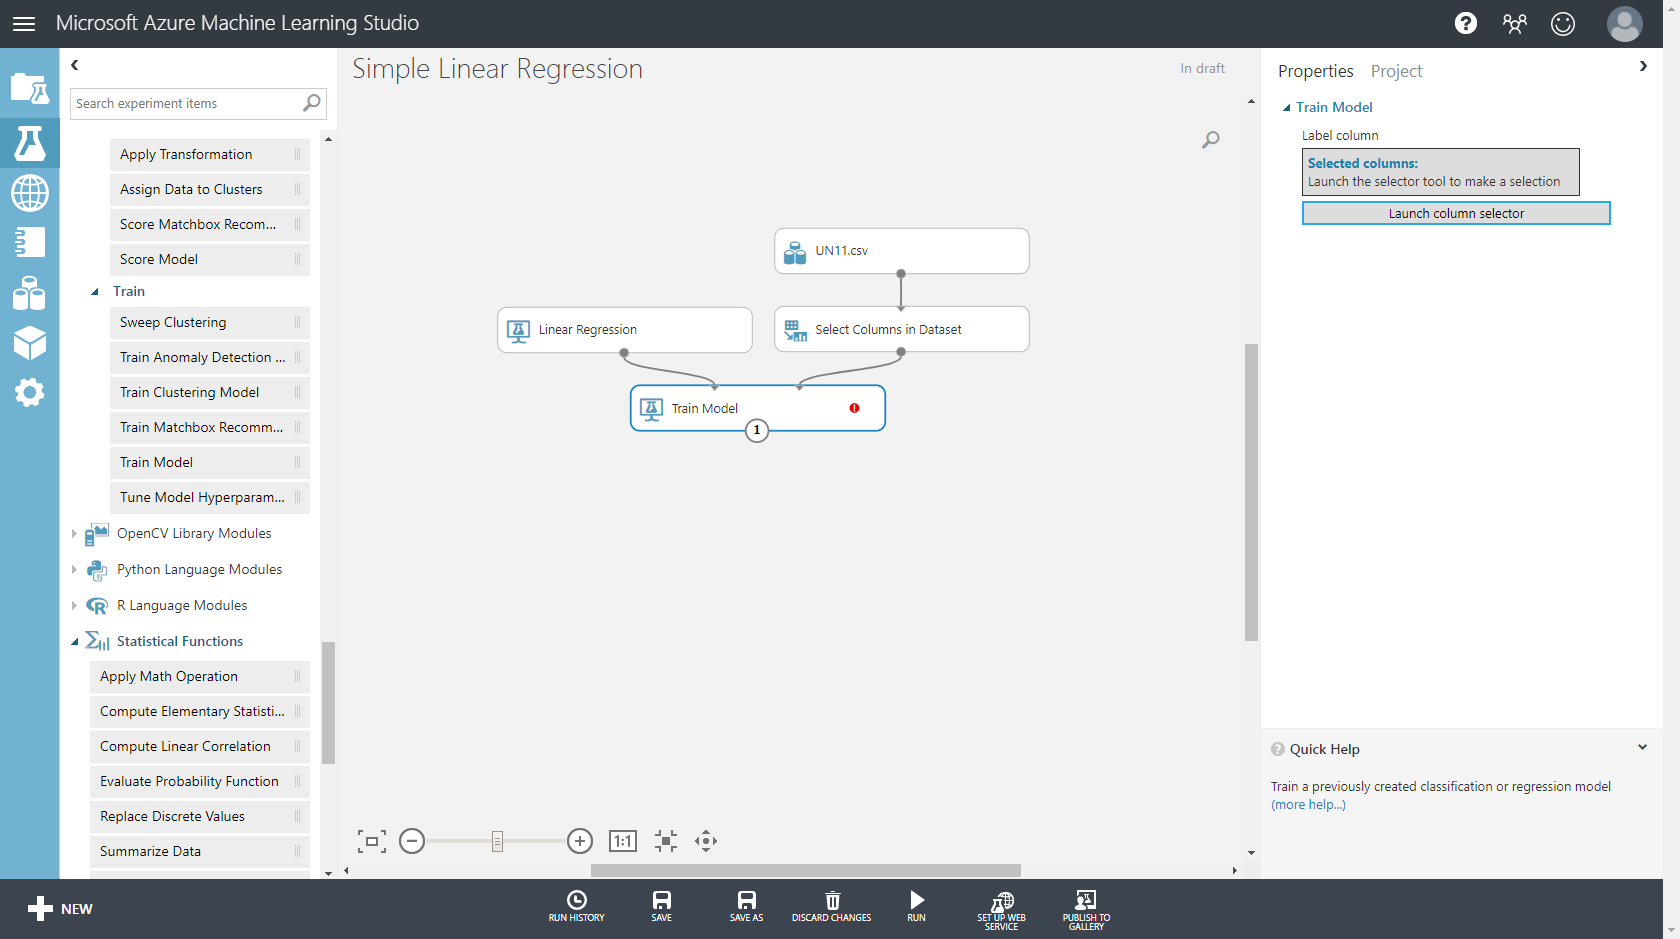 Microsoft Azure Machine Learning Studio
Search experiment items
Apply Transformation
Assign Data to Clusters
Score Matchbox Recom...
Score Model
Train
Sweep Clustering
Train Anomaly Detection ...
Train Clustering Model
Train Matchbox Recomm...
Train Model
Tune Model Hyperparam...
OpenCV Library Modules
Python Language Modules
R Language Modules
Statistical Functions
Apply Math Operation
Compute Elementary Statisti...
Compute Linear Correlation
Evaluate Probability Function
Replace Discrete Values
Summarize Data
Simple Linear Regression
In draft
UN11.csv
Linear Regression
Select Columns in Dataset
Train Model
1
1:1
Properties Project
Train Model
Label column
Selected columns:
Launch the selector tool to make a selection
Launch column selector
Quick Help
Train a previously created classification or regression model
(more help...)
NEW
RUN HISTORY
SAVE
SAVE AS
DISCARD CHANGES
RUN
SET UP WEB
SERVICE
PUBLISH TO
GALLERY